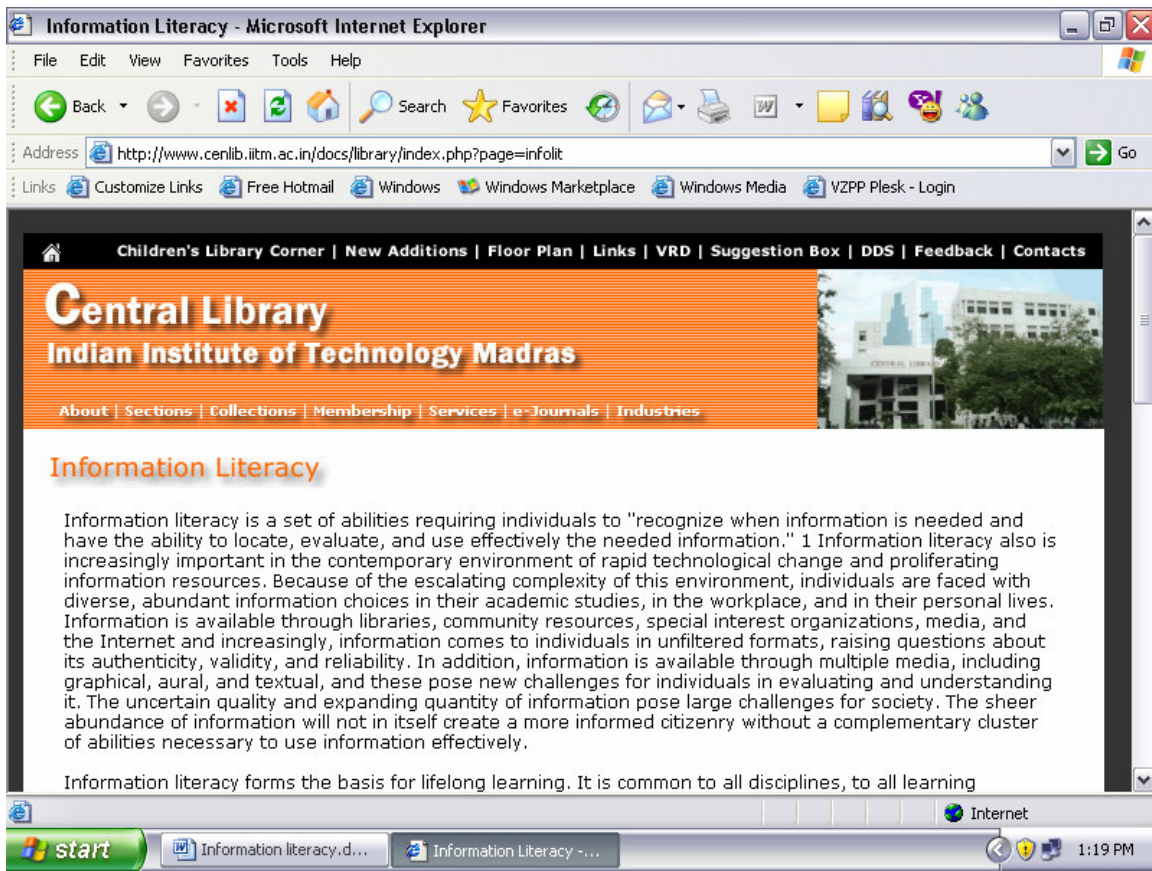 Information Literacy - Microsoft Internet Explorer
File Edit View Favorites Tools Help
Back Search Favorites
Address http://www.cenlib.iitm.ac.in/docs/library/index.php?page=infolit Go
Links Customize Links Free Hotmail Windows Windows Marketplace Windows Media VZPP Plesk - Login
Children's Library Corner | New Additions | Floor Plan | Links | VRD | Suggestion Box | DDS | Feedback | Contacts
Central Library
Indian Institute of Technology Madras
CENTRAL LIBRARY
About | Sections | Collections | Membership | Services | e-Journals | Industries
Information Literacy
Information literacy is a set of abilities requiring individuals to "recognize when information is needed and
have the ability to locate, evaluate, and use effectively the needed information." 1 Information literacy also is
increasingly important in the contemporary environment of rapid technological change and proliferating
information resources. Because of the escalating complexity of this environment, individuals are faced with
diverse, abundant information choices in their academic studies, in the workplace, and in their personal lives.
Information is available through libraries, community resources, special interest organizations, media, and
the Internet and increasingly, information comes to individuals in unfiltered formats, raising questions about
its authenticity, validity, and reliability. In addition, information is available through multiple media, including
graphical, aural, and textual, and these pose new challenges for individuals in evaluating and understanding
it. The uncertain quality and expanding quantity of information pose large challenges for society. The sheer
abundance of information will not in itself create a more informed citizenry without a complementary cluster
of abilities necessary to use information effectively.
Information literacy forms the basis for lifelong learning. It is common to all disciplines, to all learning
Internet
start Information literacy.d... Information Literacy -... 1:19 PM